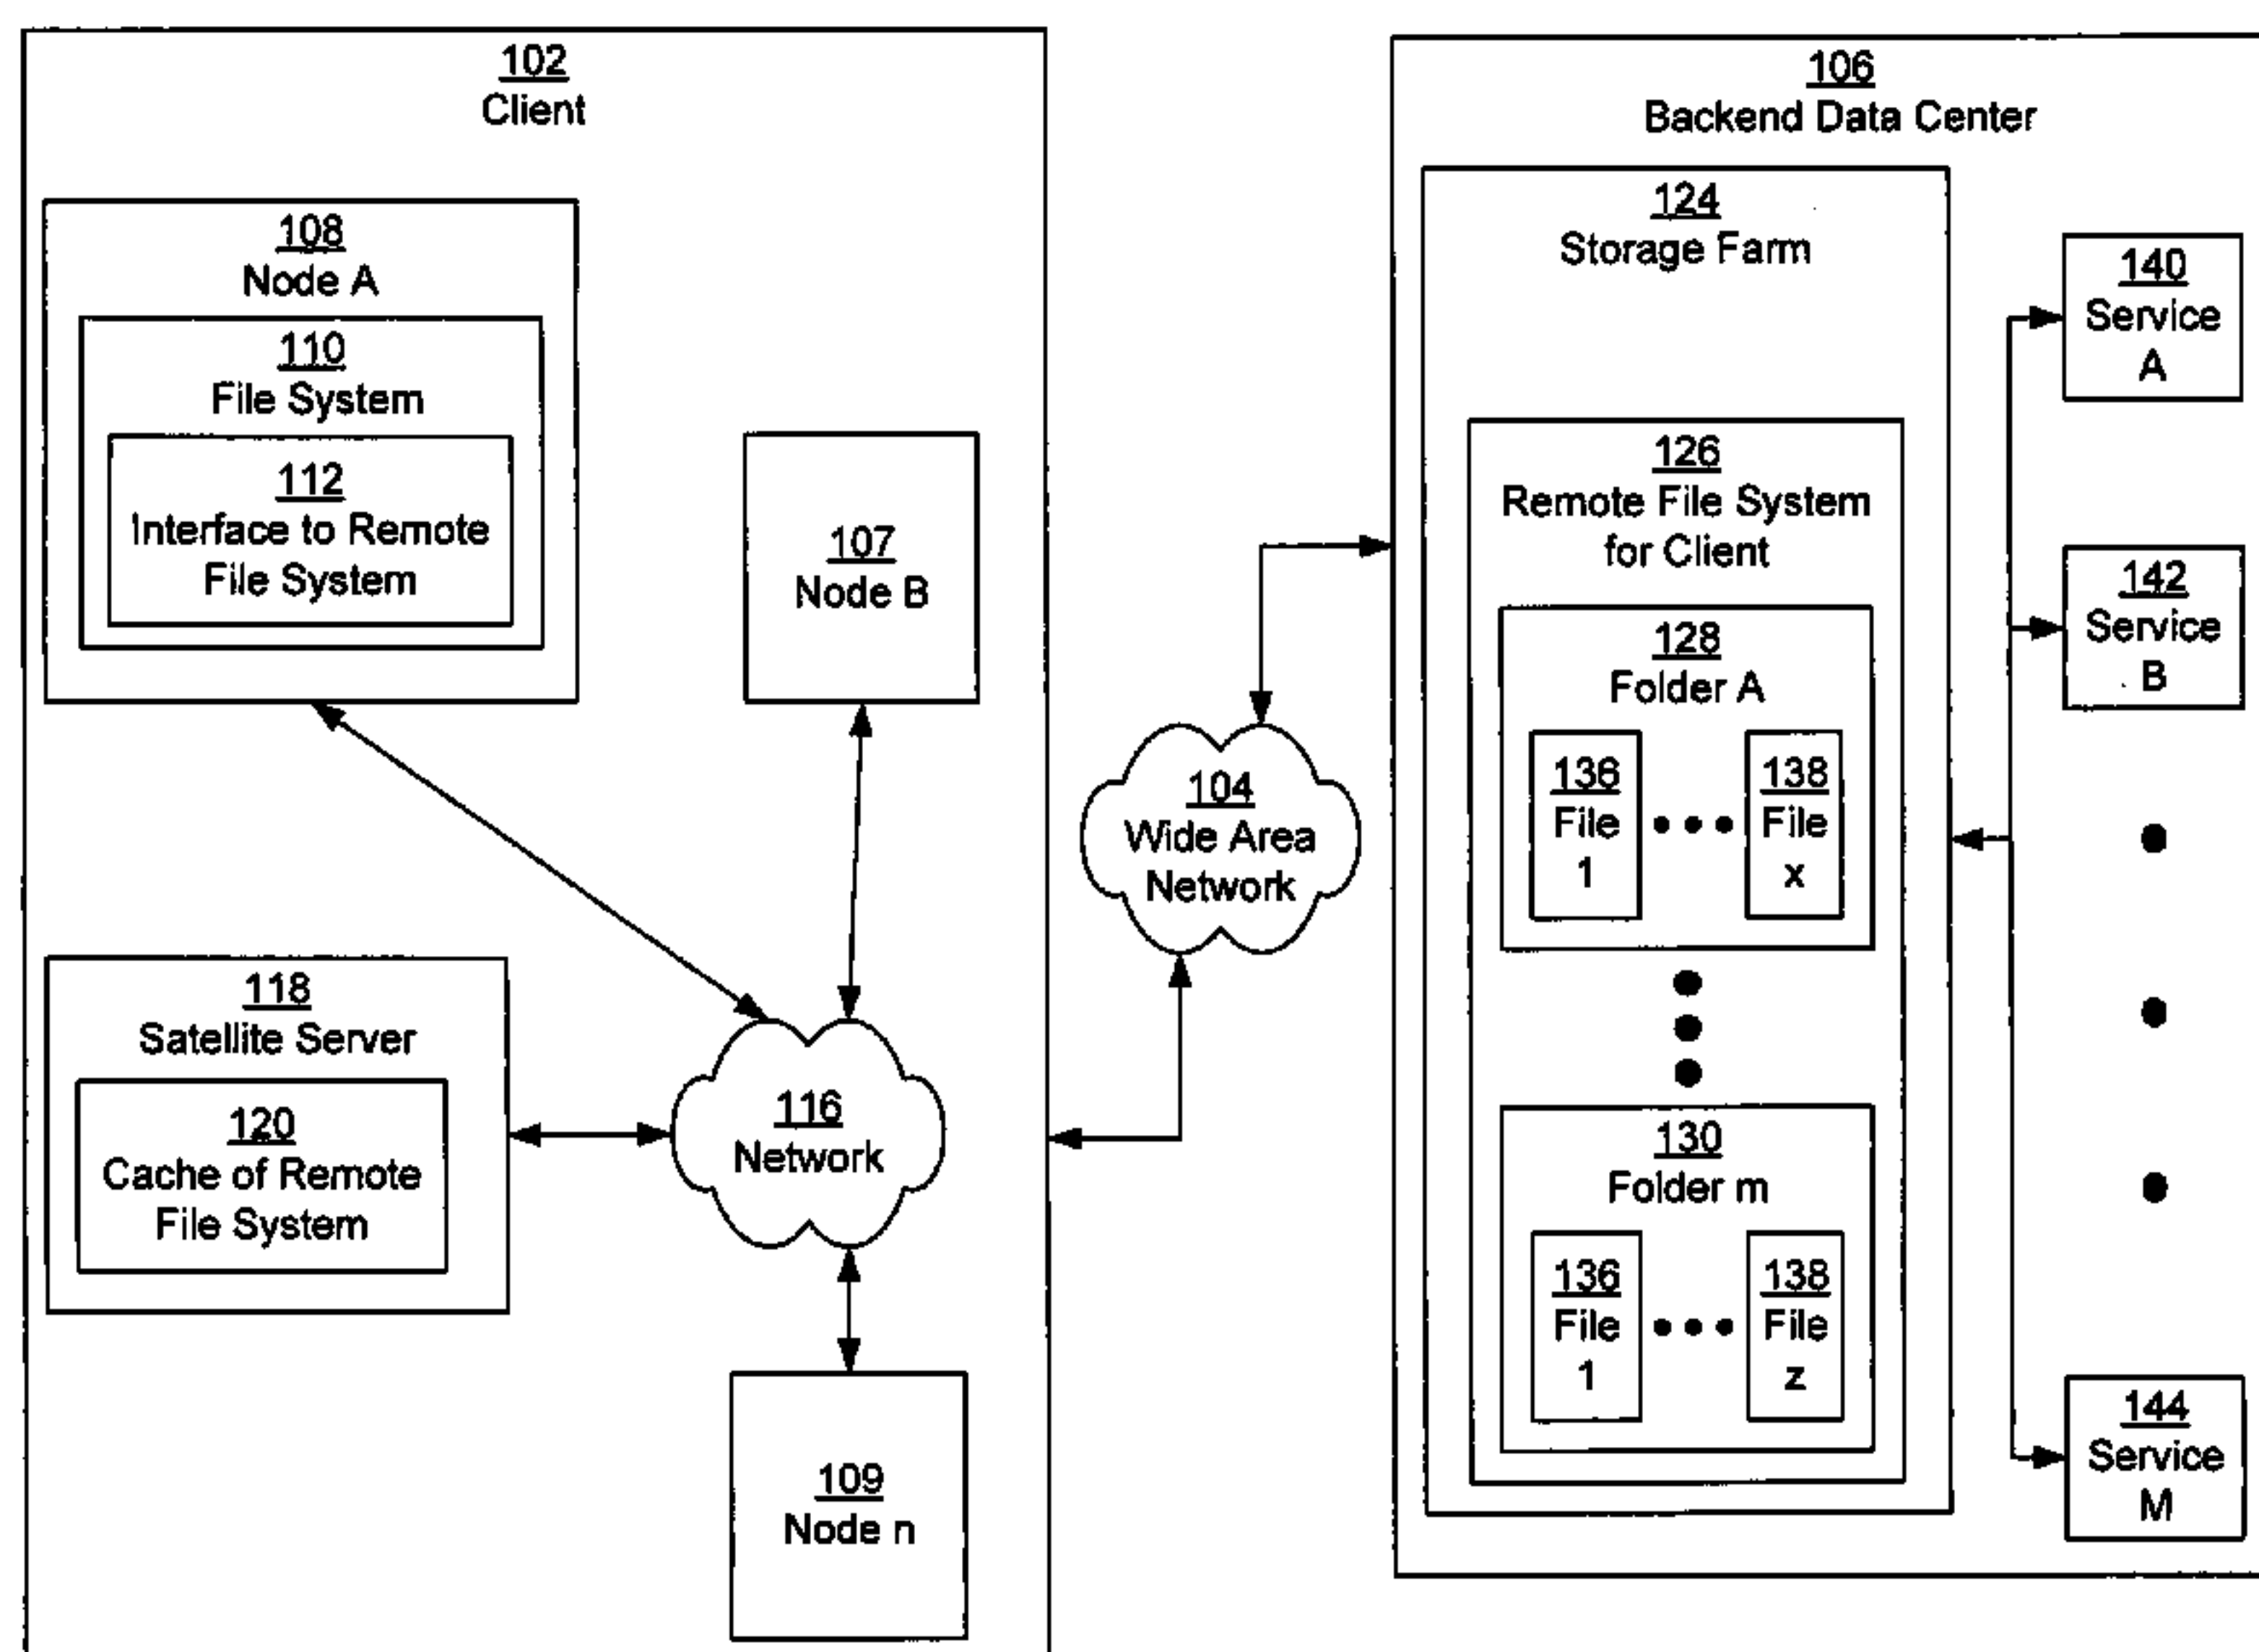 102
Client
108
Node A
110
File System
112
Interface to Remote
File System
107
Node B
118
Satellite Server
120
Cache of Remote
File System
116
Network
109
Node n
104
Wide Area
Network
106
Backend Data Center
124
Storage Farm
126
Remote File System
for Client
128
Folder A
136
File
1
138
File
x
130
Folder m
136
File
1
138
File
z
140
Service
A
142
Service
B
144
Service
M